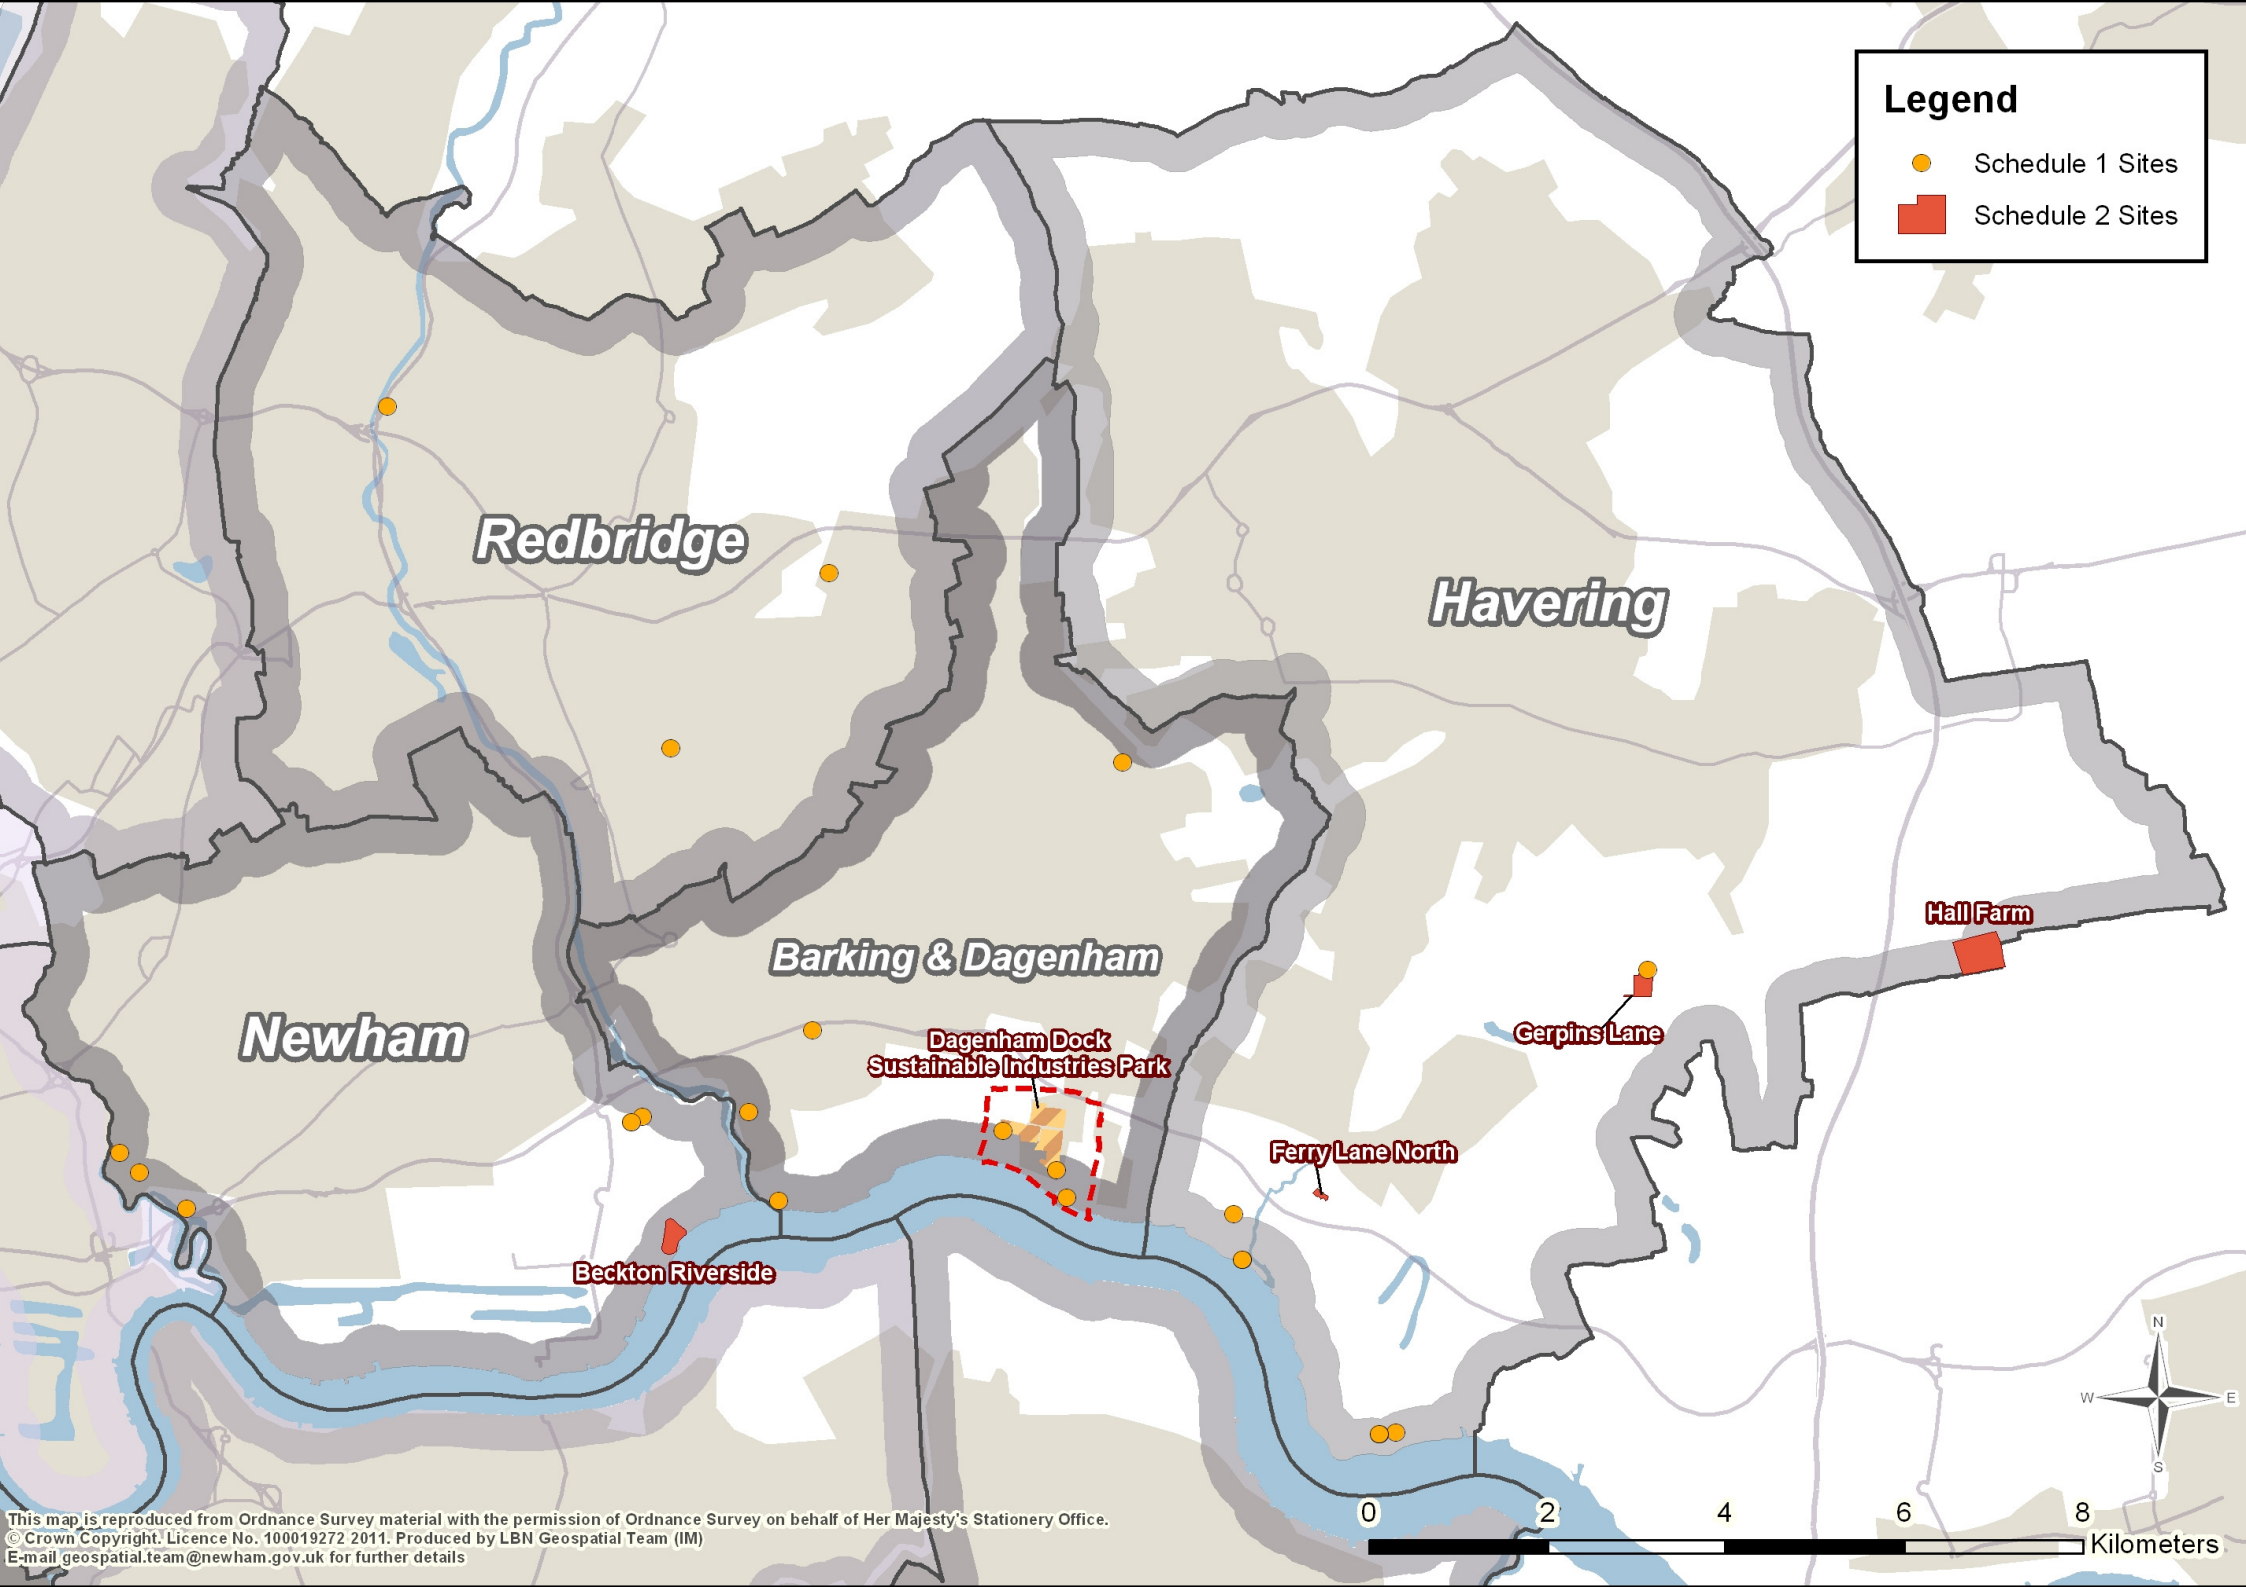 Legend
Schedule 1 Sites
Schedule 2 Sites
Redbridge
Havering
Hall Farm
Barking & Dagenham
Newham
Gerpins Lane
Dagenham Dock
Sustainable Industries Park
Ferry Lane North
Beckton Riverside
N
W
E
S
0 2 4 6 8
Kilometers
This map is reproduced from Ordnance Survey material with the permission of Ordnance Survey on behalf of Her Majesty's Stationery Office.
© Crown Copyright. Licence No. 100019272 2011. Produced by LBN Geospatial Team (IM)
E-mail geospatial.team@newham.gov.uk for further details